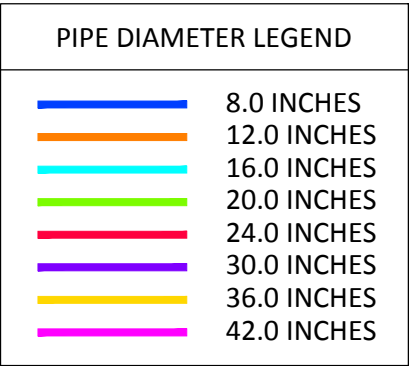 PIPE DIAMETER LEGEND
8.0 INCHES
12.0 INCHES
16.0 INCHES
20.0 INCHES
24.0 INCHES
30.0 INCHES
36.0 INCHES
42.0 INCHES